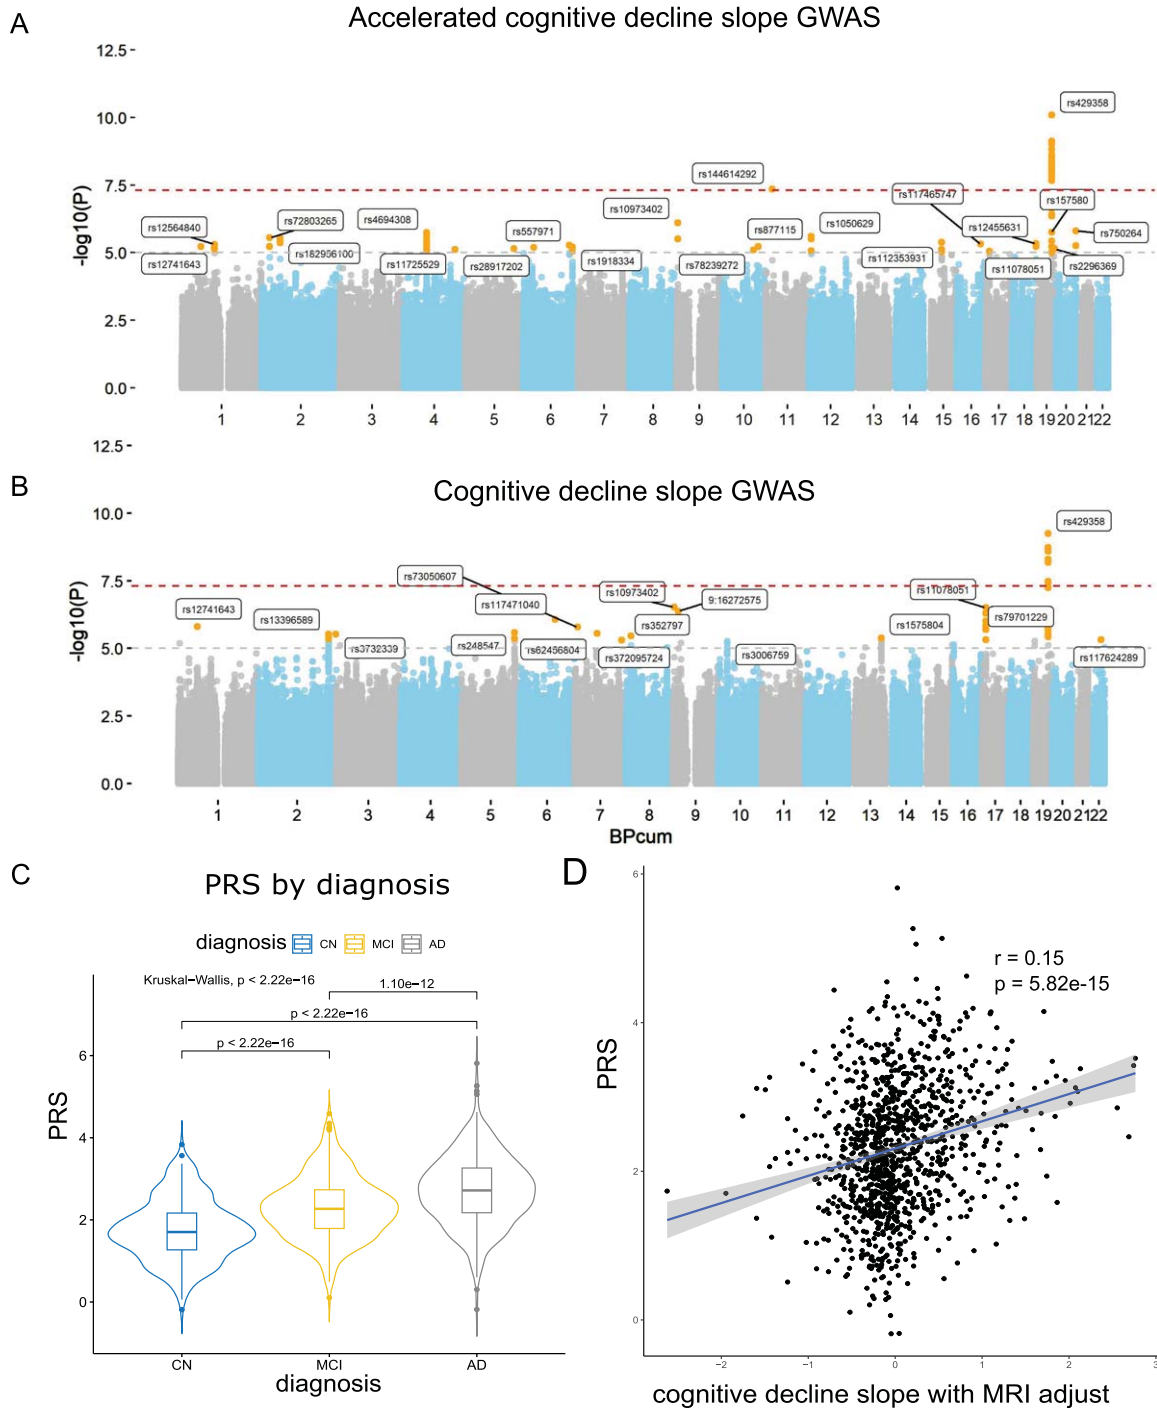 A
Accelerated cognitive decline slope GWAS
12.5
10.0
7.5
5.0
2.5
0.0
-log10(P)
rs429358
rs144614292
rs117465747
rs157580
rs10973402
rs12564840
rs72803265
rs4694308
rs557971
rs877115
rs1050629
rs12455631
rs750264
rs12741643
rs182956100
rs11725529
rs28917202
rs1918334
rs78239272
rs112353931
rs11078051
rs2296369
1 2 3 4 5 6 7 8 9 10 11 12 13 14 15 16 17 18 19 20 21 22
12.5
B
Cognitive decline slope GWAS
10.0
7.5
5.0
2.5
0.0
-log10(P)
rs429358
rs73050607
rs10973402
rs11078051
rs12741643
rs117471040
9:16272575
rs13396589
rs352797
rs1575804
rs79701229
rs3732339
rs248547
rs62456804
rs372095724
rs3006759
rs117624289
1 2 3 4 5 6 7 8 9 10 11 12 13 14 15 16 17 18 19 20 21 22
BPcum
C
PRS by diagnosis
diagnosis CN MCI AD
Kruskal−Wallis, p < 2.22e−16
1.10e−12
p < 2.22e−16
p < 2.22e−16
6
4
2
0
PRS
CN MCI AD
diagnosis
D
6
4
2
0
PRS
r = 0.15
p = 5.82e-15
−2 −1 0 1 2 3
cognitive decline slope with MRI adjust